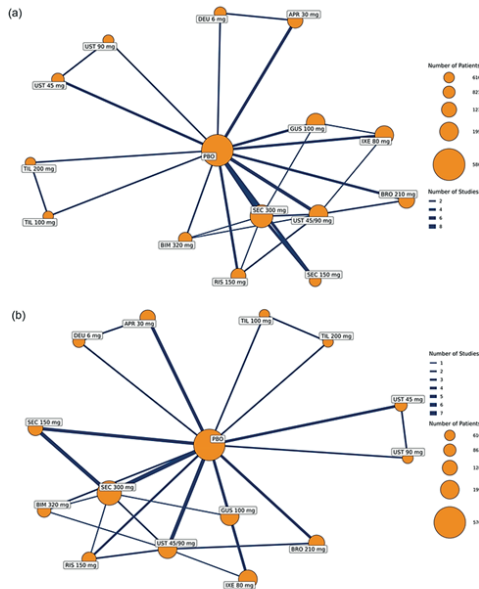 (a)
DEU 6 mg
APR 30 mg
UST 90 mg
UST 45 mg
GUS 100 mg
IXE 80 mg
PBO
TIL 200 mg
BRO 210 mg
SEC 300 mg
TIL 100 mg
UST 45/90 mg
BIM 320 mg
RIS 150 mg
SEC 150 mg
Number of Patients
Number of Studies
2
4
6
8
(b)
APR 30 mg
TIL 100 mg
DEU 6 mg
TIL 200 mg
UST 45 mg
SEC 150 mg
PBO
UST 90 mg
SEC 300 mg
BIM 320 mg
GUS 100 mg
UST 45/90 mg
BRO 210 mg
RIS 150 mg
IXE 80 mg
Number of Studies
1
2
3
4
5
6
7
Number of Patients